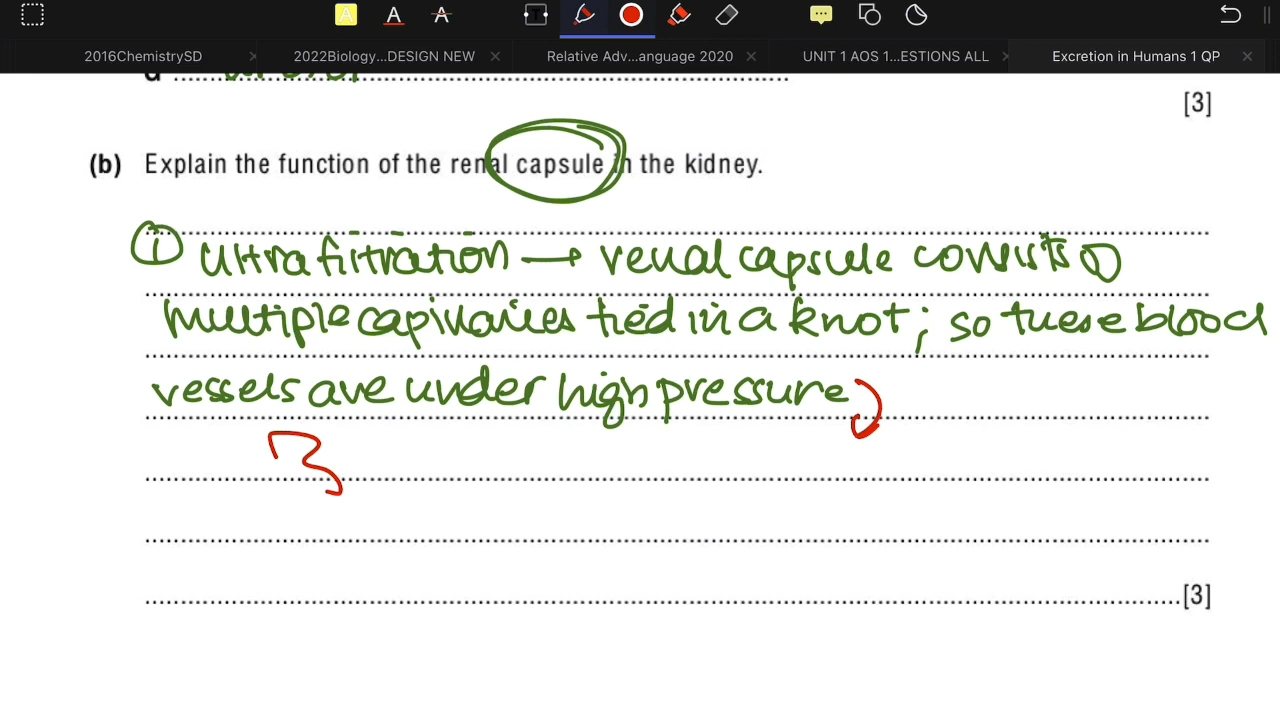 A A A T
2016ChemistrySD × 2022Biology...DESIGN NEW × Relative Adv...anguage 2020 × UNIT 1 AOS 1...ESTIONS ALL × Excretion in Humans 1 QP ×
d
[3]
(b) Explain the function of the renal capsule in the kidney.
① Ultrafiltration → renal capsule consists
multiple capillaries tied in a knot; so these blood
vessels are under high pressure
[3]